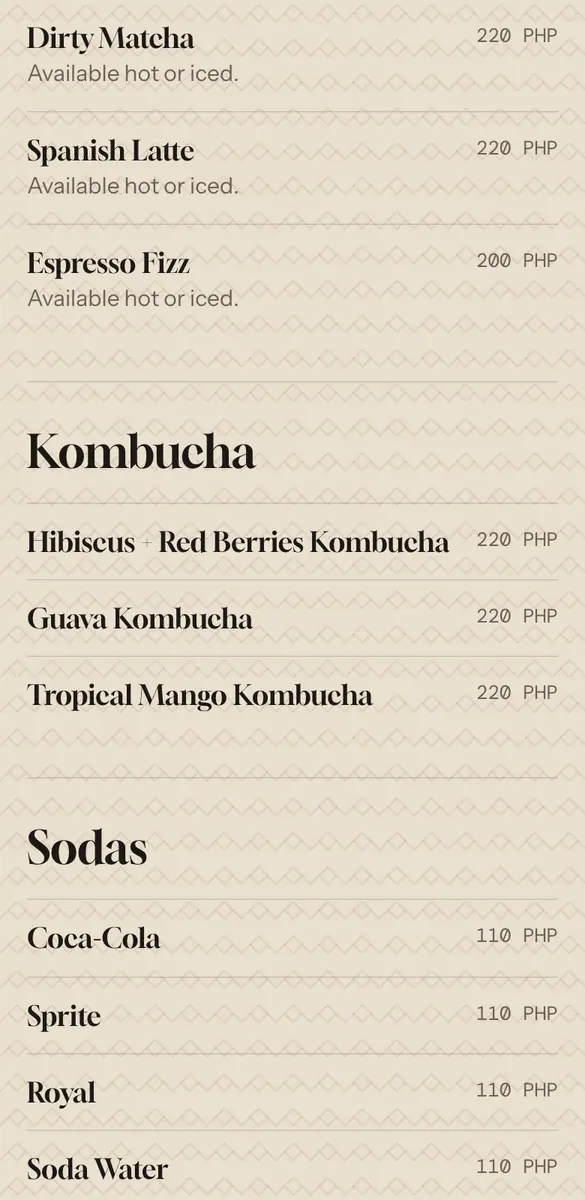 Dirty Matcha 220 PHP
Available hot or iced.
Spanish Latte 220 PHP
Available hot or iced.
Espresso Fizz 200 PHP
Available hot or iced.
Kombucha
Hibiscus + Red Berries Kombucha 220 PHP
Guava Kombucha 220 PHP
Tropical Mango Kombucha 220 PHP
Sodas
Coca-Cola 110 PHP
Sprite 110 PHP
Royal 110 PHP
Soda Water 110 PHP